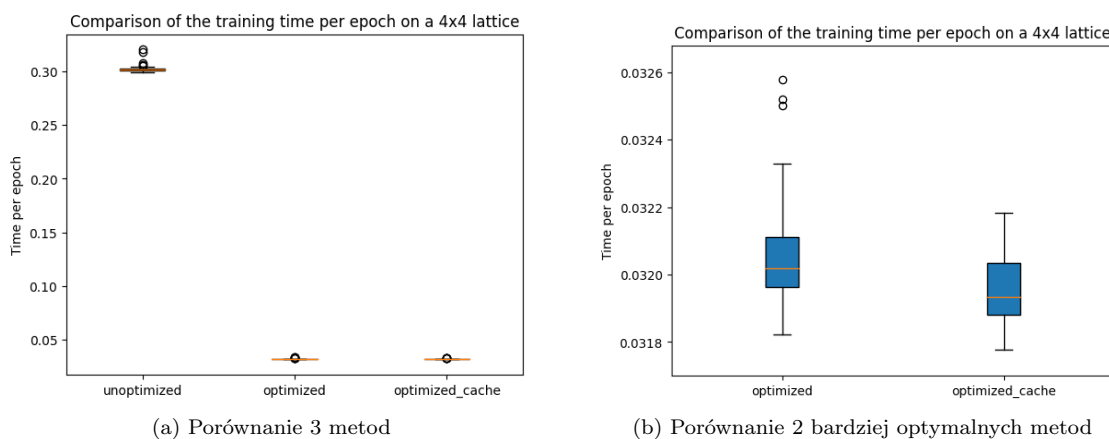 Comparison of the training time per epoch on a 4x4 lattice
0.30
0.25
0.20
0.15
0.10
0.05
Time per epoch
unoptimized optimized optimized_cache
(a) Porównanie 3 metod
Comparison of the training time per epoch on a 4x4 lattice
0.0326
0.0324
0.0322
0.0320
0.0318
Time per epoch
optimized optimized_cache
(b) Porównanie 2 bardziej optymalnych metod